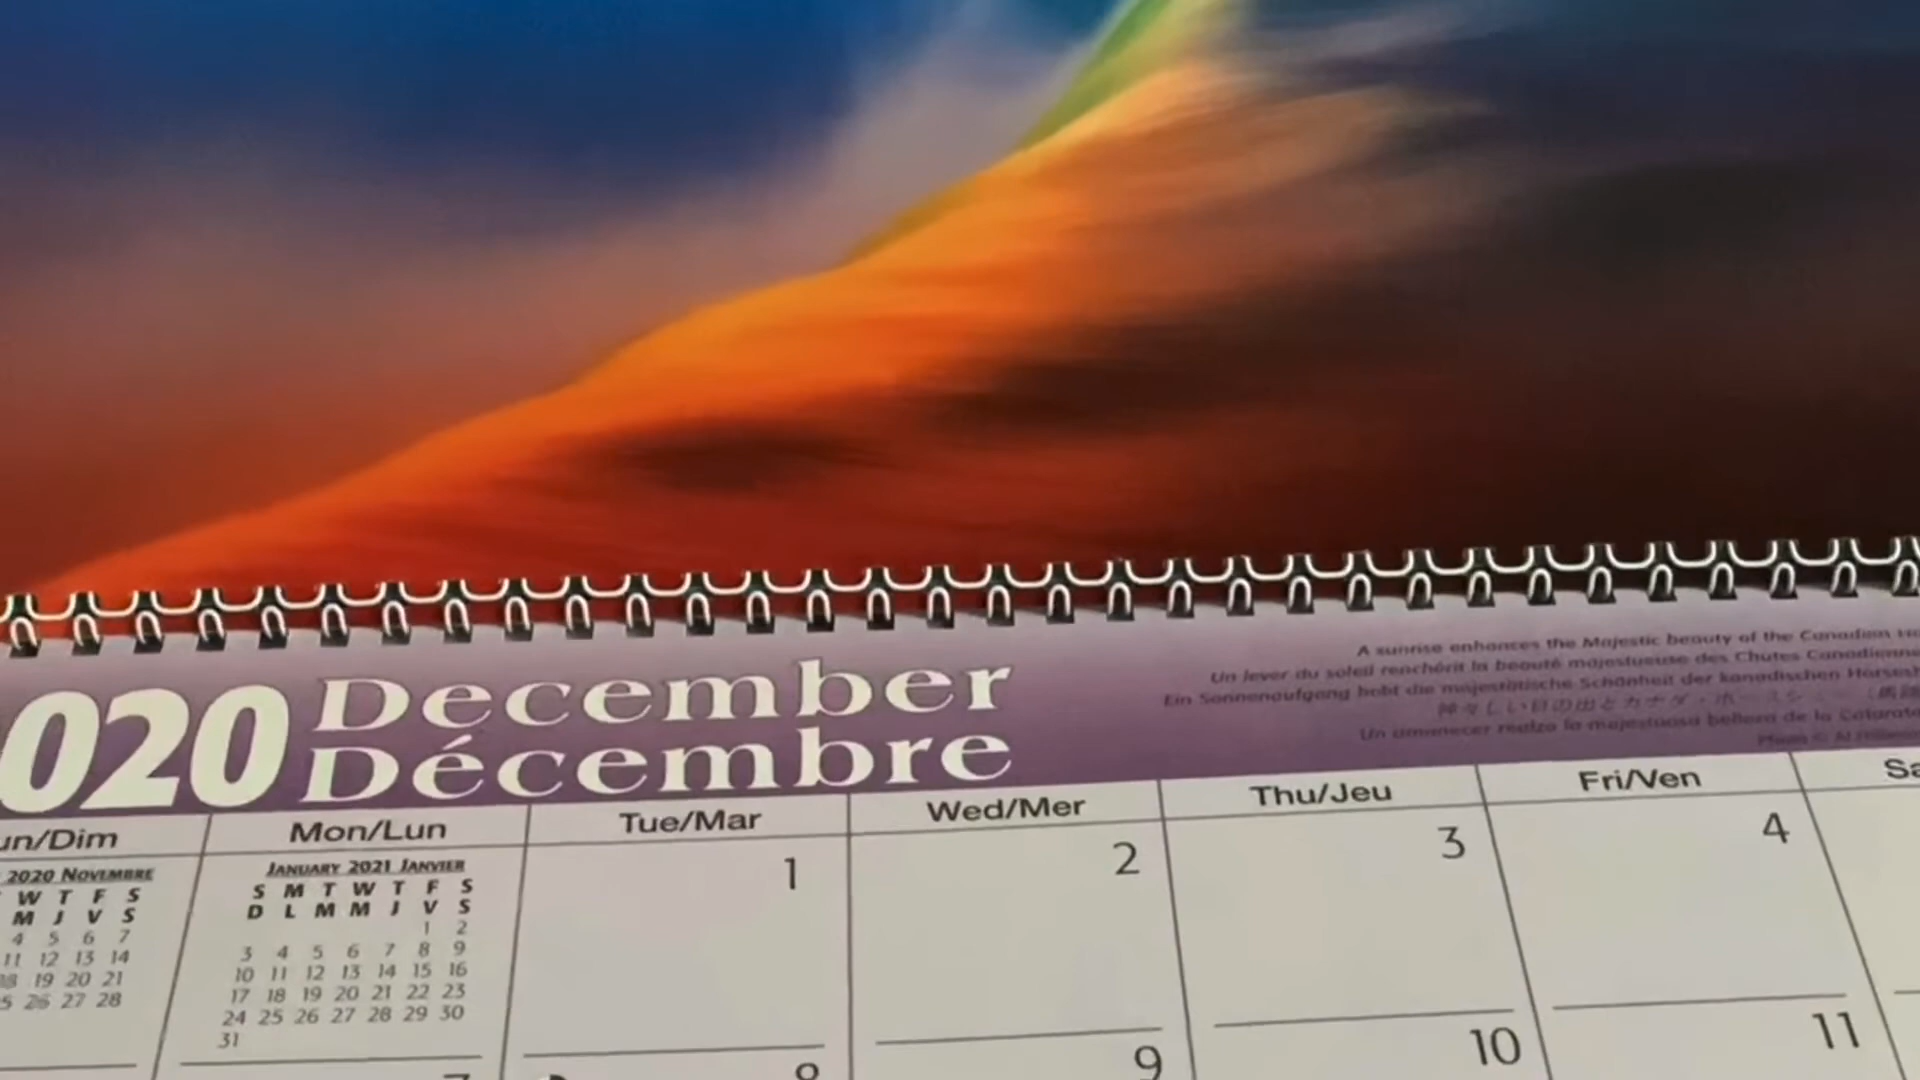 A sunrise enhances the Majestic beauty of the Canadian
Un lever du soleil renchérit la beauté majestueuse des Chutes
Ein Sonnenaufgang hebt die majestätische Schönheit der kanadischen
Un amanecer realza la majestuosa belleza de la
020 December
Décembre
un/Dim Mon/Lun Tue/Mar Wed/Mer Thu/Jeu Fri/Ven Sa
2020 NOVEMBRE
W T F S
M J V S
4 5 6 7
11 12 13 14
19 20 21
26 27 28
JANUARY 2021 JANVIER
S M T W T F S
D L M M J V S
1 2
3 4 5 6 7 8 9
10 11 12 13 14 15 16
17 18 19 20 21 22 23
24 25 26 27 28 29 30
31
1 2 3 4
7 8 9 10 11